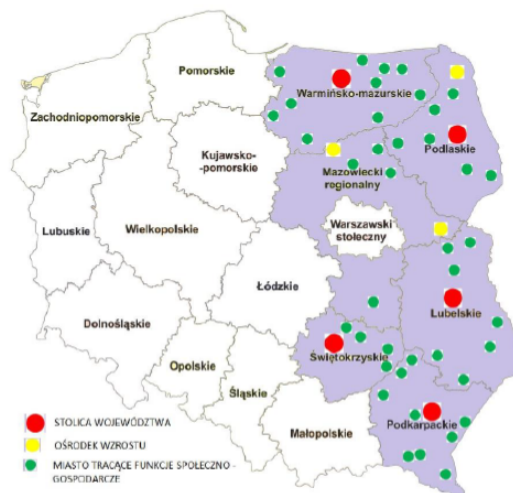 Pomorskie
Warmińsko-mazurskie
Zachodniopomorskie
Podlaskie
Kujawsko-
pomorskie
Mazowiecki
regionalny
Lubuskie
Wielkopolskie
Warszawski
stołeczny
Łódzkie
Lubelskie
Dolnośląskie
Świętokrzyskie
Opolskie
Śląskie
Podkarpackie
Małopolskie
STOLICA WOJEWÓDZTWA
OŚRODEK WZROSTU
MIASTO TRACĄCE FUNKCJE SPOŁECZNO -
GOSPODARCZE